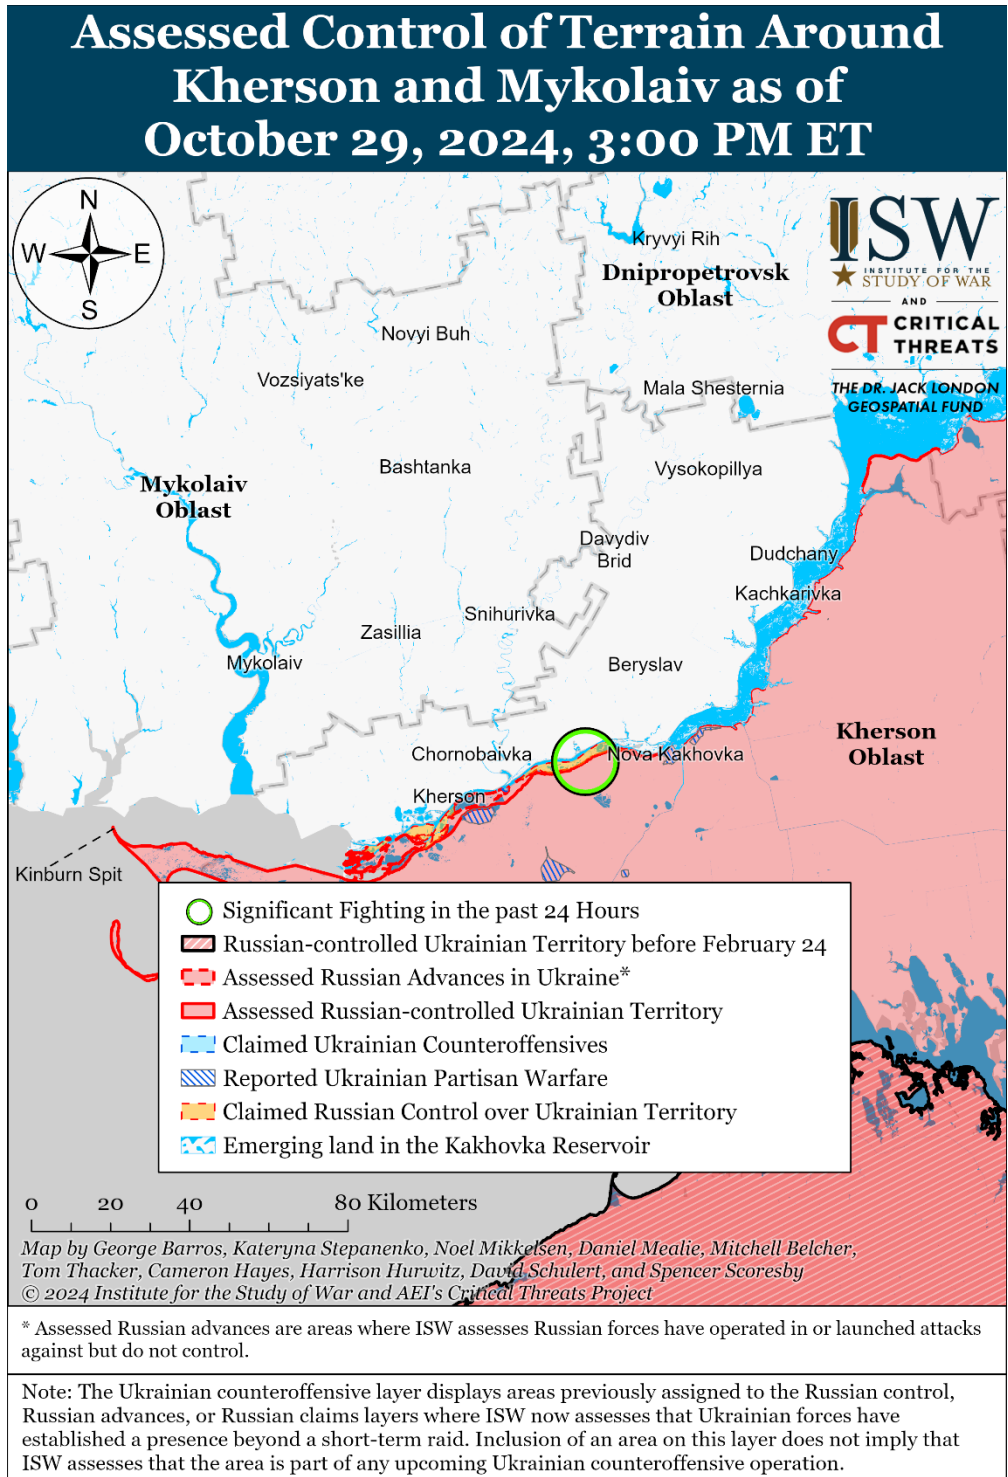 Assessed Control of Terrain Around
Kherson and Mykolaiv as of
October 29, 2024, 3:00 PM ET
N
W E
S
ISW
INSTITUTE FOR THE
STUDY OF WAR
AND
CT CRITICAL
THREATS
THE DR. JACK LONDON
GEOSPATIAL FUND
Kryvyi Rih
Dnipropetrovsk
Oblast
Novyi Buh
Vozsiyats'ke
Mala Shesternia
Bashtanka
Vysokopillya
Mykolaiv
Oblast
Davydiv
Brid
Dudchany
Kachkarivka
Snihurivka
Zasillia
Mykolaiv
Beryslav
Kherson
Oblast
Chornobaivka
Nova Kakhovka
Kherson
Kinburn Spit
Significant Fighting in the past 24 Hours
Russian-controlled Ukrainian Territory before February 24
Assessed Russian Advances in Ukraine*
Assessed Russian-controlled Ukrainian Territory
Claimed Ukrainian Counteroffensives
Reported Ukrainian Partisan Warfare
Claimed Russian Control over Ukrainian Territory
Emerging land in the Kakhovka Reservoir
0 20 40 80 Kilometers
Map by George Barros, Kateryna Stepanenko, Noel Mikkelsen, Daniel Mealie, Mitchell Belcher,
Tom Thacker, Cameron Hayes, Harrison Hurwitz, David Schulert, and Spencer Scoresby
© 2024 Institute for the Study of War and AEI's Critical Threats Project
* Assessed Russian advances are areas where ISW assesses Russian forces have operated in or launched attacks
against but do not control.
Note: The Ukrainian counteroffensive layer displays areas previously assigned to the Russian control,
Russian advances, or Russian claims layers where ISW now assesses that Ukrainian forces have
established a presence beyond a short-term raid. Inclusion of an area on this layer does not imply that
ISW assesses that the area is part of any upcoming Ukrainian counteroffensive operation.